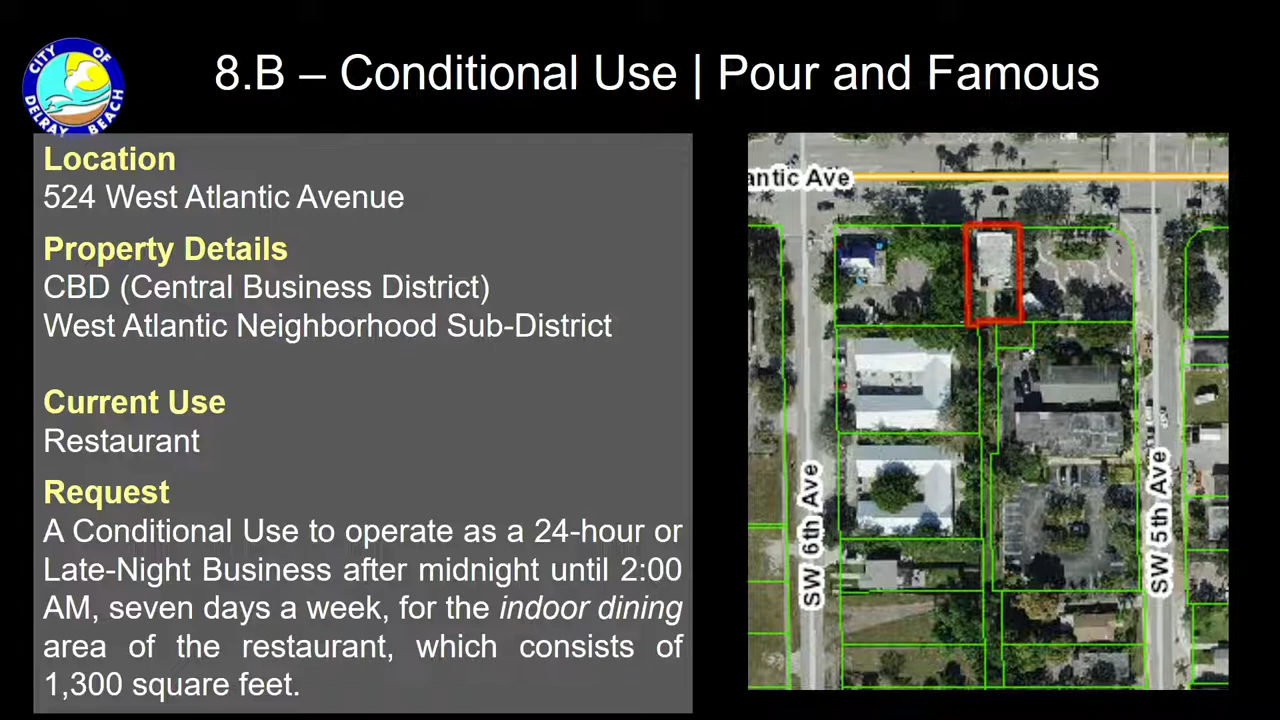 CITY OF
DELRAY BEACH
8.B – Conditional Use | Pour and Famous
Location
524 West Atlantic Avenue
Property Details
CBD (Central Business District)
West Atlantic Neighborhood Sub-District
Current Use
Restaurant
Request
A Conditional Use to operate as a 24-hour or
Late-Night Business after midnight until 2:00
AM, seven days a week, for the indoor dining
area of the restaurant, which consists of
1,300 square feet.
antic Ave
SW 6th Ave
SW 5th Ave